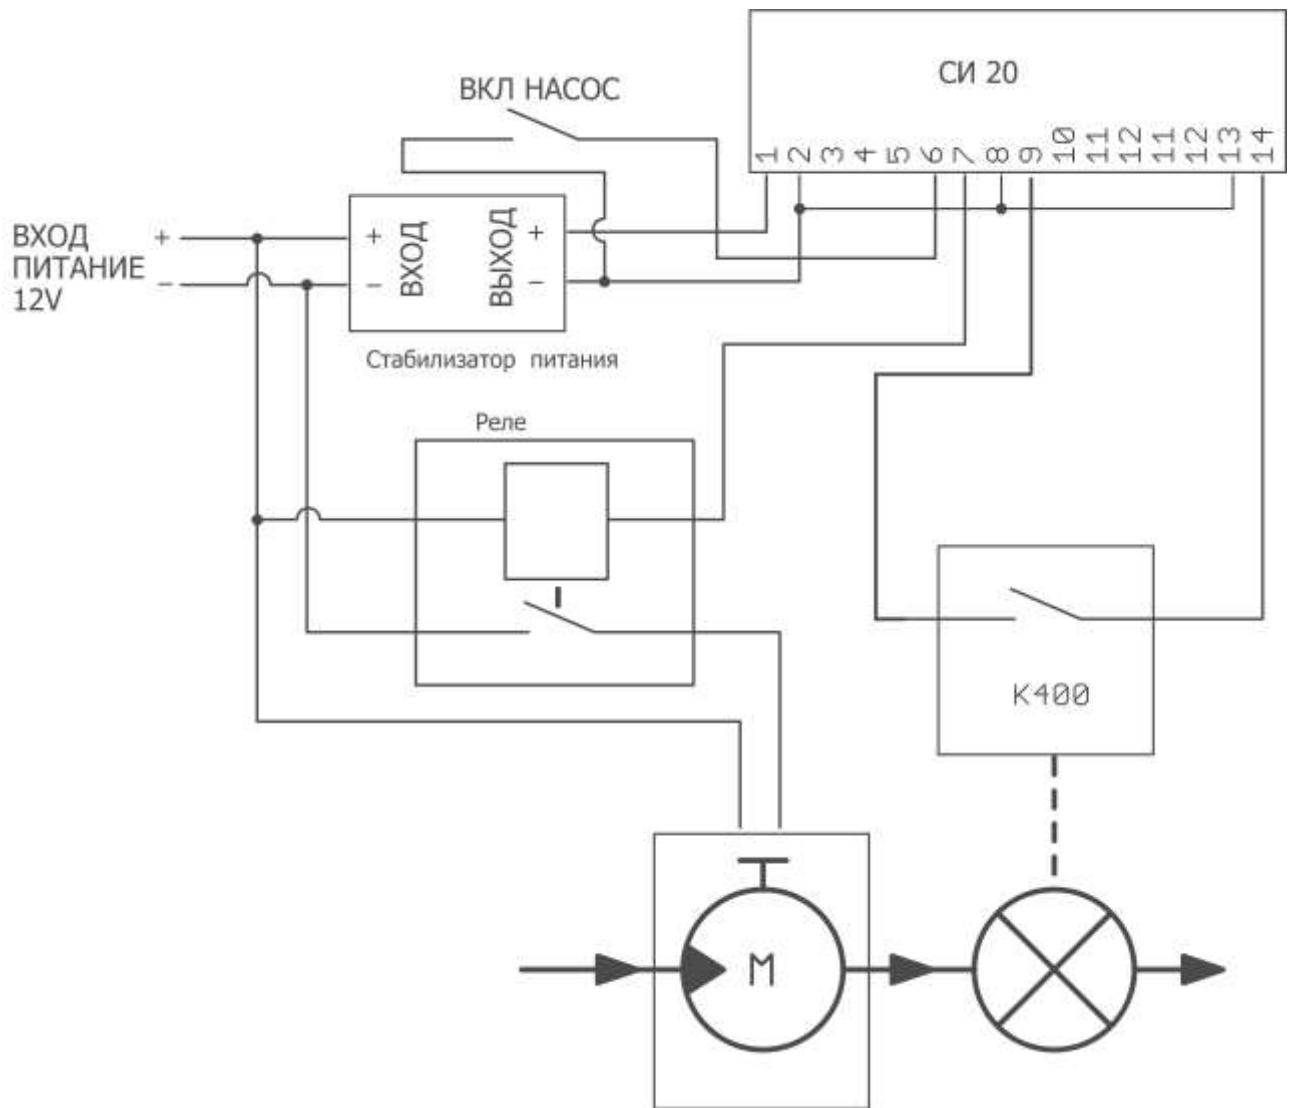 СИ 20
ВКЛ НАСОС
1 2 3 4 5 6 7 8 9 10 11 12 11 12 13 14
ВХОД
ПИТАНИЕ
12V
+
−
+
−
ВХОД
ВЫХОД
+
−
Стабилизатор питания
Реле
К400
М